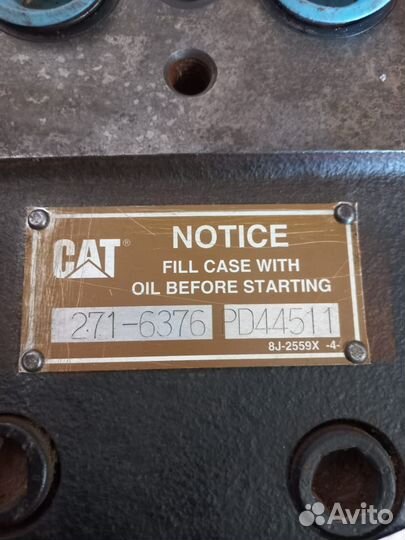 CAT®
NOTICE
FILL CASE WITH
OIL BEFORE STARTING
271-6376 PD44511
8J-2559X -4-
Avito